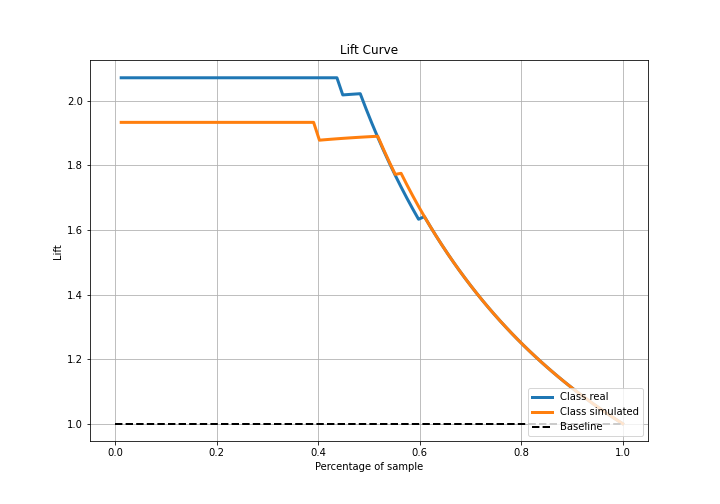 Lift Curve
Lift
2.0
1.8
1.6
1.4
1.2
1.0
0.0 0.2 0.4 0.6 0.8 1.0
Percentage of sample
Class real
Class simulated
Baseline